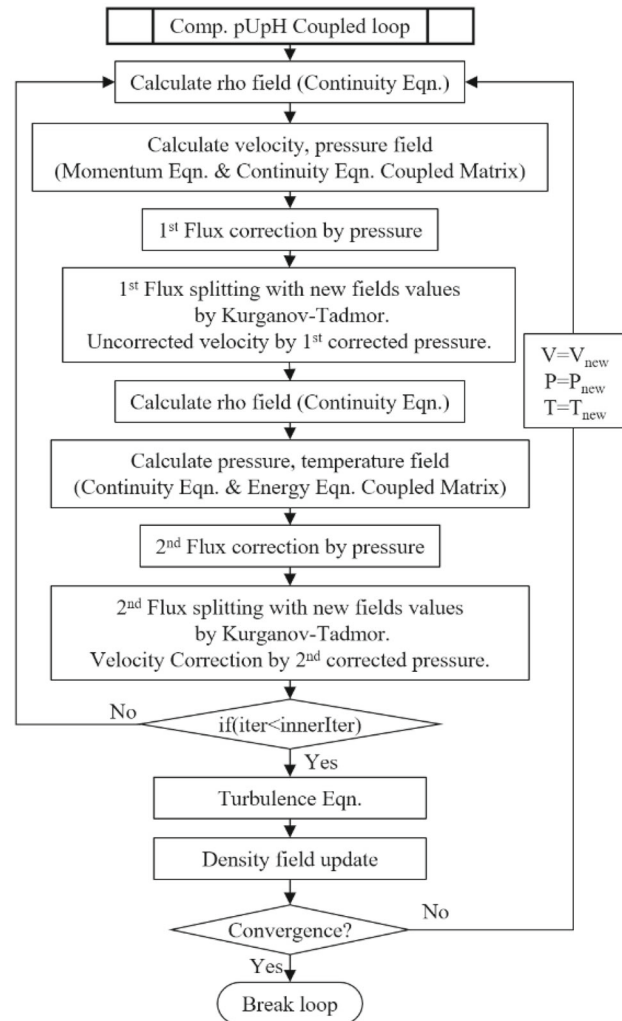 Comp. pUpH Coupled loop
Calculate rho field (Continuity Eqn.)
Calculate velocity, pressure field
(Momentum Eqn. & Continuity Eqn. Coupled Matrix)
1st Flux correction by pressure
1st Flux splitting with new fields values
by Kurganov-Tadmor.
Uncorrected velocity by 1st corrected pressure.
V=Vnew
P=Pnew
T=Tnew
Calculate rho field (Continuity Eqn.)
Calculate pressure, temperature field
(Continuity Eqn. & Energy Eqn. Coupled Matrix)
2nd Flux correction by pressure
2nd Flux splitting with new fields values
by Kurganov-Tadmor.
Velocity Correction by 2nd corrected pressure.
No
if(iter<innerIter)
Yes
Turbulence Eqn.
Density field update
No
Convergence?
Yes
Break loop